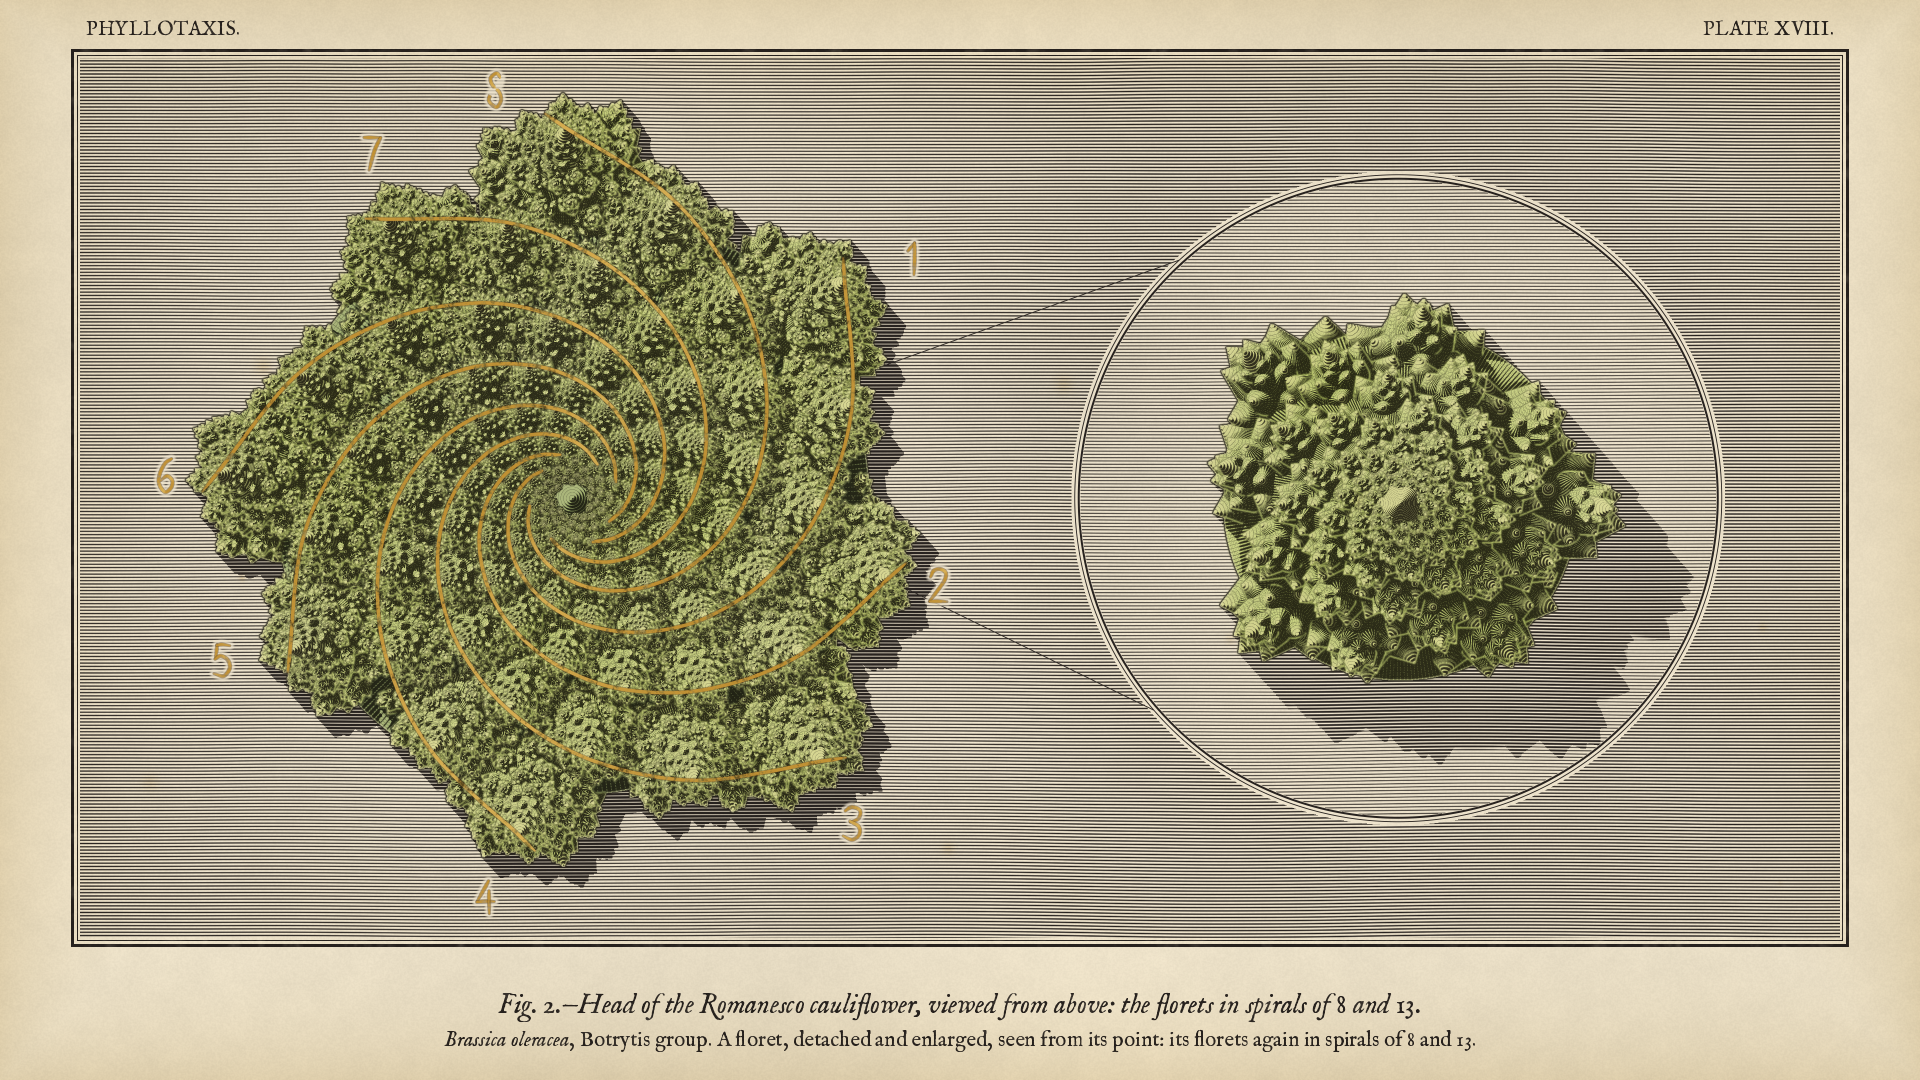 PHYLLOTAXIS.
PLATE XVIII.
8
7
1
6
2
5
3
4
Fig. 2.—Head of the Romanesco cauliflower, viewed from above: the florets in spirals of 8 and 13.
Brassica oleracea, Botrytis group. A floret, detached and enlarged, seen from its point: its florets again in spirals of 8 and 13.